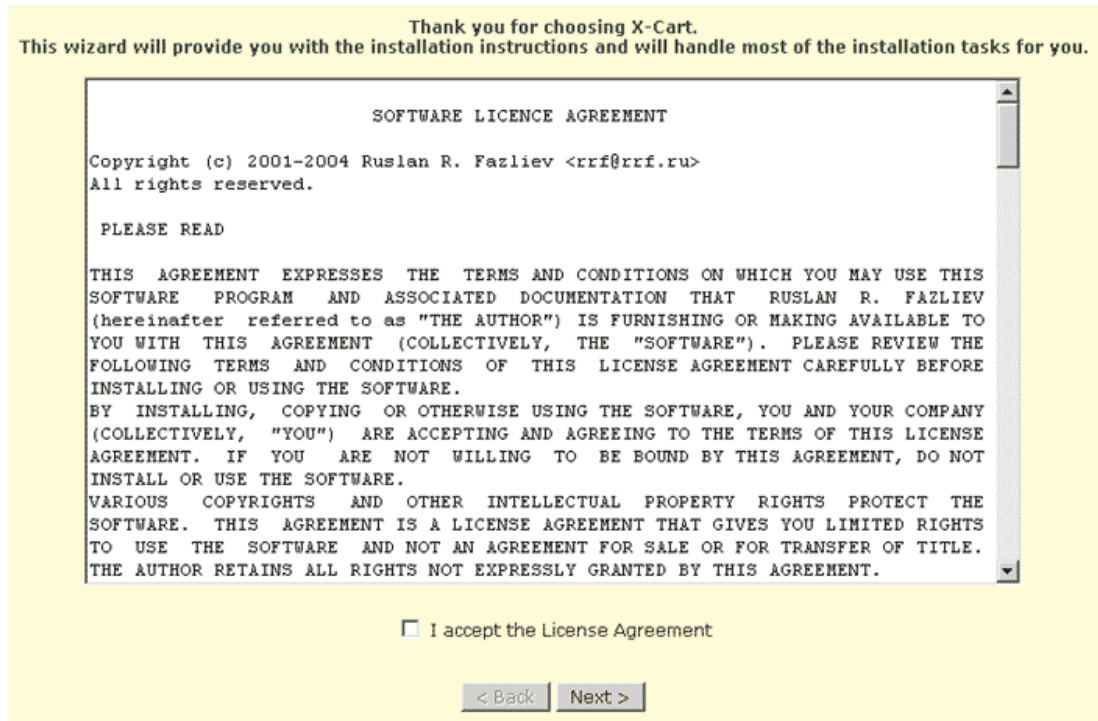 Thank you for choosing X-Cart.
This wizard will provide you with the installation instructions and will handle most of the installation tasks for you.
SOFTWARE LICENCE AGREEMENT
Copyright (c) 2001-2004 Ruslan R. Fazliev <rrf@rrf.ru>
All rights reserved.
PLEASE READ
THIS AGREEMENT EXPRESSES THE TERMS AND CONDITIONS ON WHICH YOU MAY USE THIS
SOFTWARE PROGRAM AND ASSOCIATED DOCUMENTATION THAT RUSLAN R. FAZLIEV
(hereinafter referred to as "THE AUTHOR") IS FURNISHING OR MAKING AVAILABLE TO
YOU WITH THIS AGREEMENT (COLLECTIVELY, THE "SOFTWARE"). PLEASE REVIEW THE
FOLLOWING TERMS AND CONDITIONS OF THIS LICENSE AGREEMENT CAREFULLY BEFORE
INSTALLING OR USING THE SOFTWARE.
BY INSTALLING, COPYING OR OTHERWISE USING THE SOFTWARE, YOU AND YOUR COMPANY
(COLLECTIVELY, "YOU") ARE ACCEPTING AND AGREEING TO THE TERMS OF THIS LICENSE
AGREEMENT. IF YOU ARE NOT WILLING TO BE BOUND BY THIS AGREEMENT, DO NOT
INSTALL OR USE THE SOFTWARE.
VARIOUS COPYRIGHTS AND OTHER INTELLECTUAL PROPERTY RIGHTS PROTECT THE
SOFTWARE. THIS AGREEMENT IS A LICENSE AGREEMENT THAT GIVES YOU LIMITED RIGHTS
TO USE THE SOFTWARE AND NOT AN AGREEMENT FOR SALE OR FOR TRANSFER OF TITLE.
THE AUTHOR RETAINS ALL RIGHTS NOT EXPRESSLY GRANTED BY THIS AGREEMENT.
I accept the License Agreement
< Back Next >